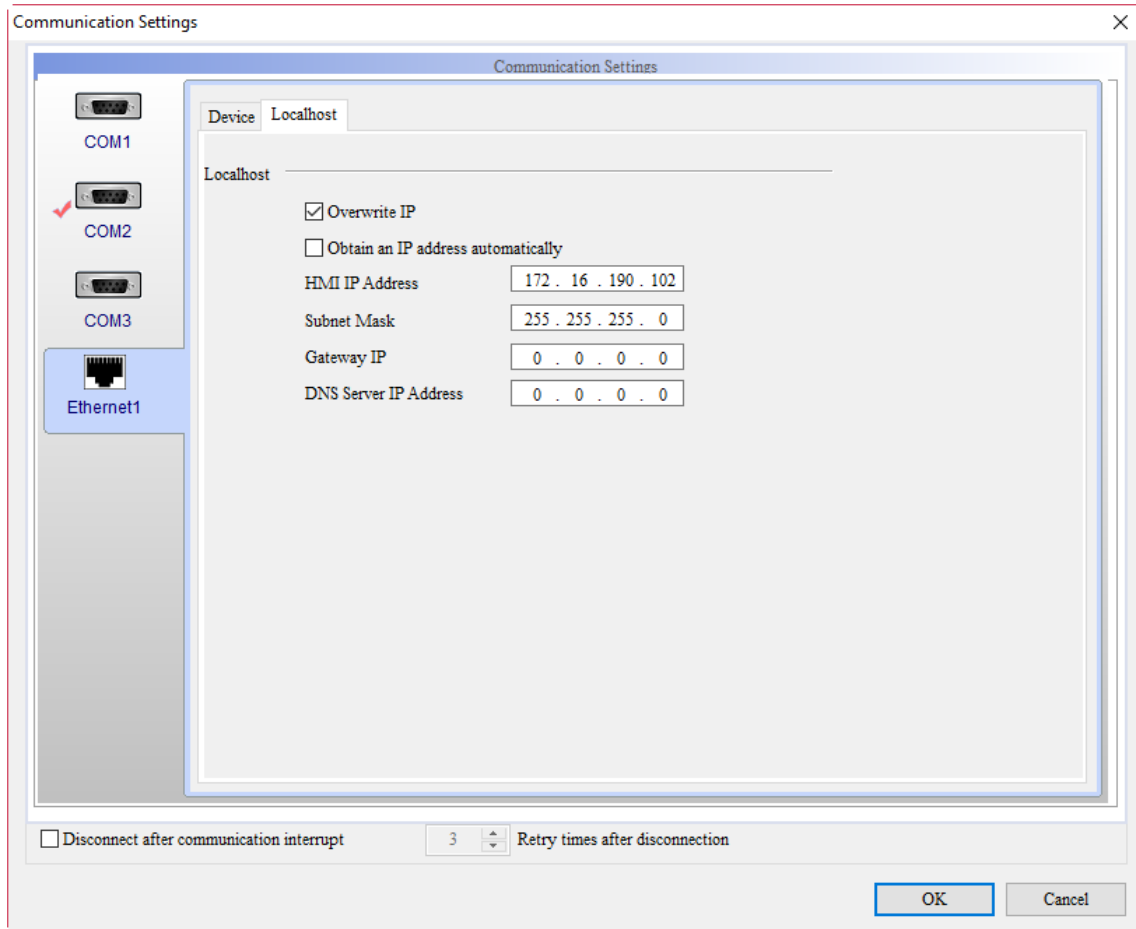 Communication Settings
Communication Settings
COM1
COM2
COM3
Ethernet1
Device Localhost
Localhost
Overwrite IP
Obtain an IP address automatically
HMI IP Address 172 . 16 . 190 . 102
Subnet Mask 255 . 255 . 255 . 0
Gateway IP 0 . 0 . 0 . 0
DNS Server IP Address 0 . 0 . 0 . 0
Disconnect after communication interrupt 3 Retry times after disconnection
OK Cancel